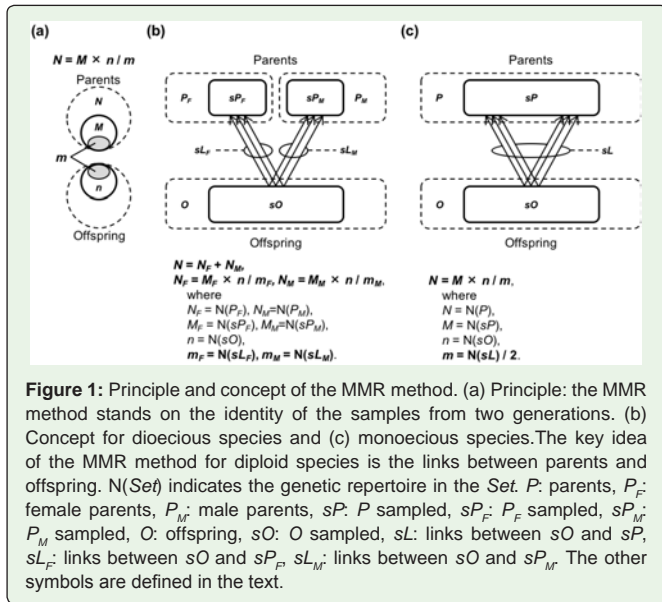 (a)
N = M × n / m
Parents
N
M
m
n
Offspring
(b)
Parents
P_F
sP_F
sP_M
P_M
sL_F
sL_M
O
sO
Offspring
N = N_F + N_M,
N_F = M_F × n / m_F, N_M = M_M × n / m_M,
where
N_F = N(P_F), N_M=N(P_M),
M_F = N(sP_F), M_M=N(sP_M),
n = N(sO),
m_F = N(sL_F), m_M = N(sL_M).
(c)
Parents
P
sP
sL
O
sO
Offspring
N = M × n / m,
where
N = N(P),
M = N(sP),
n = N(sO),
m = N(sL) / 2.
Figure 1: Principle and concept of the MMR method. (a) Principle: the MMR
method stands on the identity of the samples from two generations. (b)
Concept for dioecious species and (c) monoecious species.The key idea
of the MMR method for diploid species is the links between parents and
offspring. N(Set) indicates the genetic repertoire in the Set. P: parents, P_F:
female parents, P_M: male parents, sP: P sampled, sP_F: P_F sampled, sP_M:
P_M sampled, O: offspring, sO: O sampled, sL: links between sO and sP,
sL_F: links between sO and sP_F, sL_M: links between sO and sP_M. The other
symbols are defined in the text.